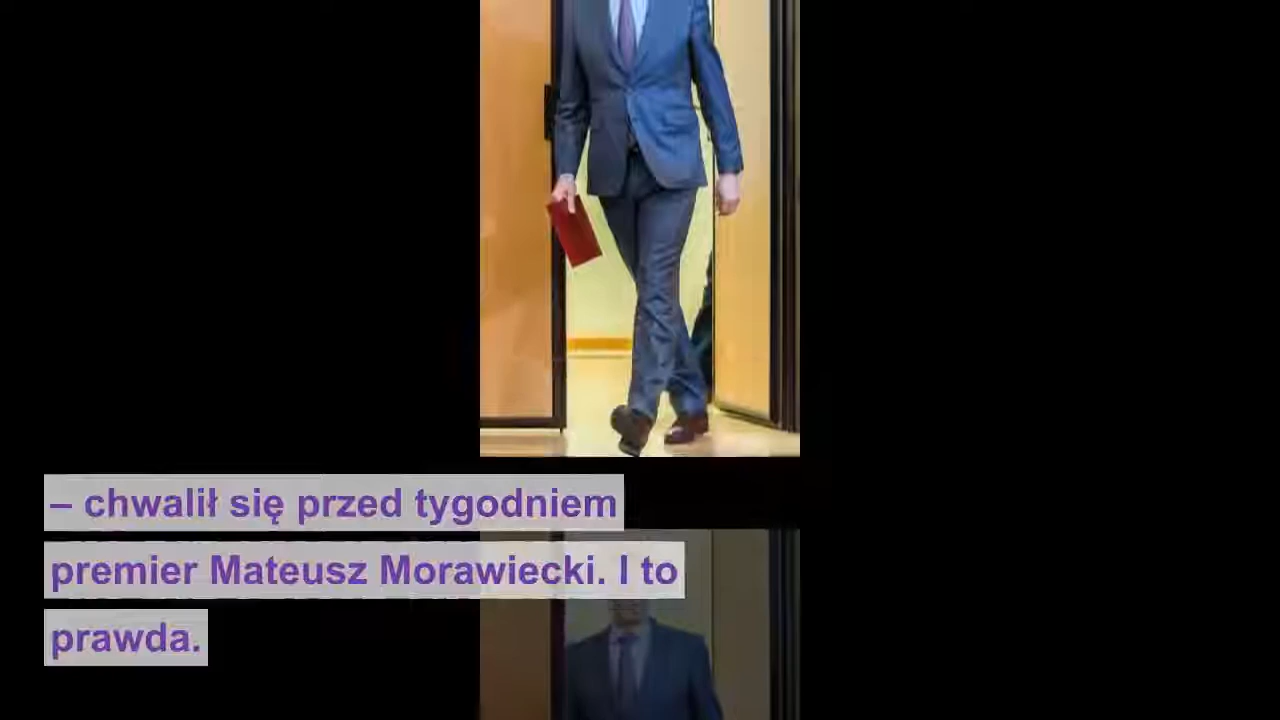 – chwalił się przed tygodniem
premier Mateusz Morawiecki. I to
prawda.